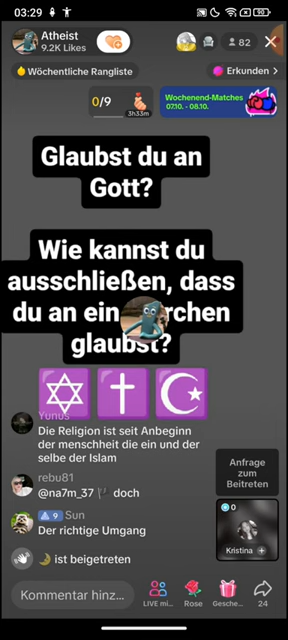 03:29
90
Atheist
9.2K Likes
82
Wöchentliche Rangliste
Erkunden >
0/9
3h33m
Wochenend-Matches
07.10. - 08.10.
Glaubst du an
Gott?
Wie kannst du
ausschließen, dass
du an ein rchen
glaubst?
Yunus
Die Religion ist seit Anbeginn
der menschheit die ein und der
selbe der Islam
rebu81
@na7m_37 🏴 doch
9 Sun
Der richtige Umgang
🌙 ist beigetreten
Anfrage
zum
Beitreten
0
Kristina +
Kommentar hinz...
LIVE mi...
Rose
Gesche...
24